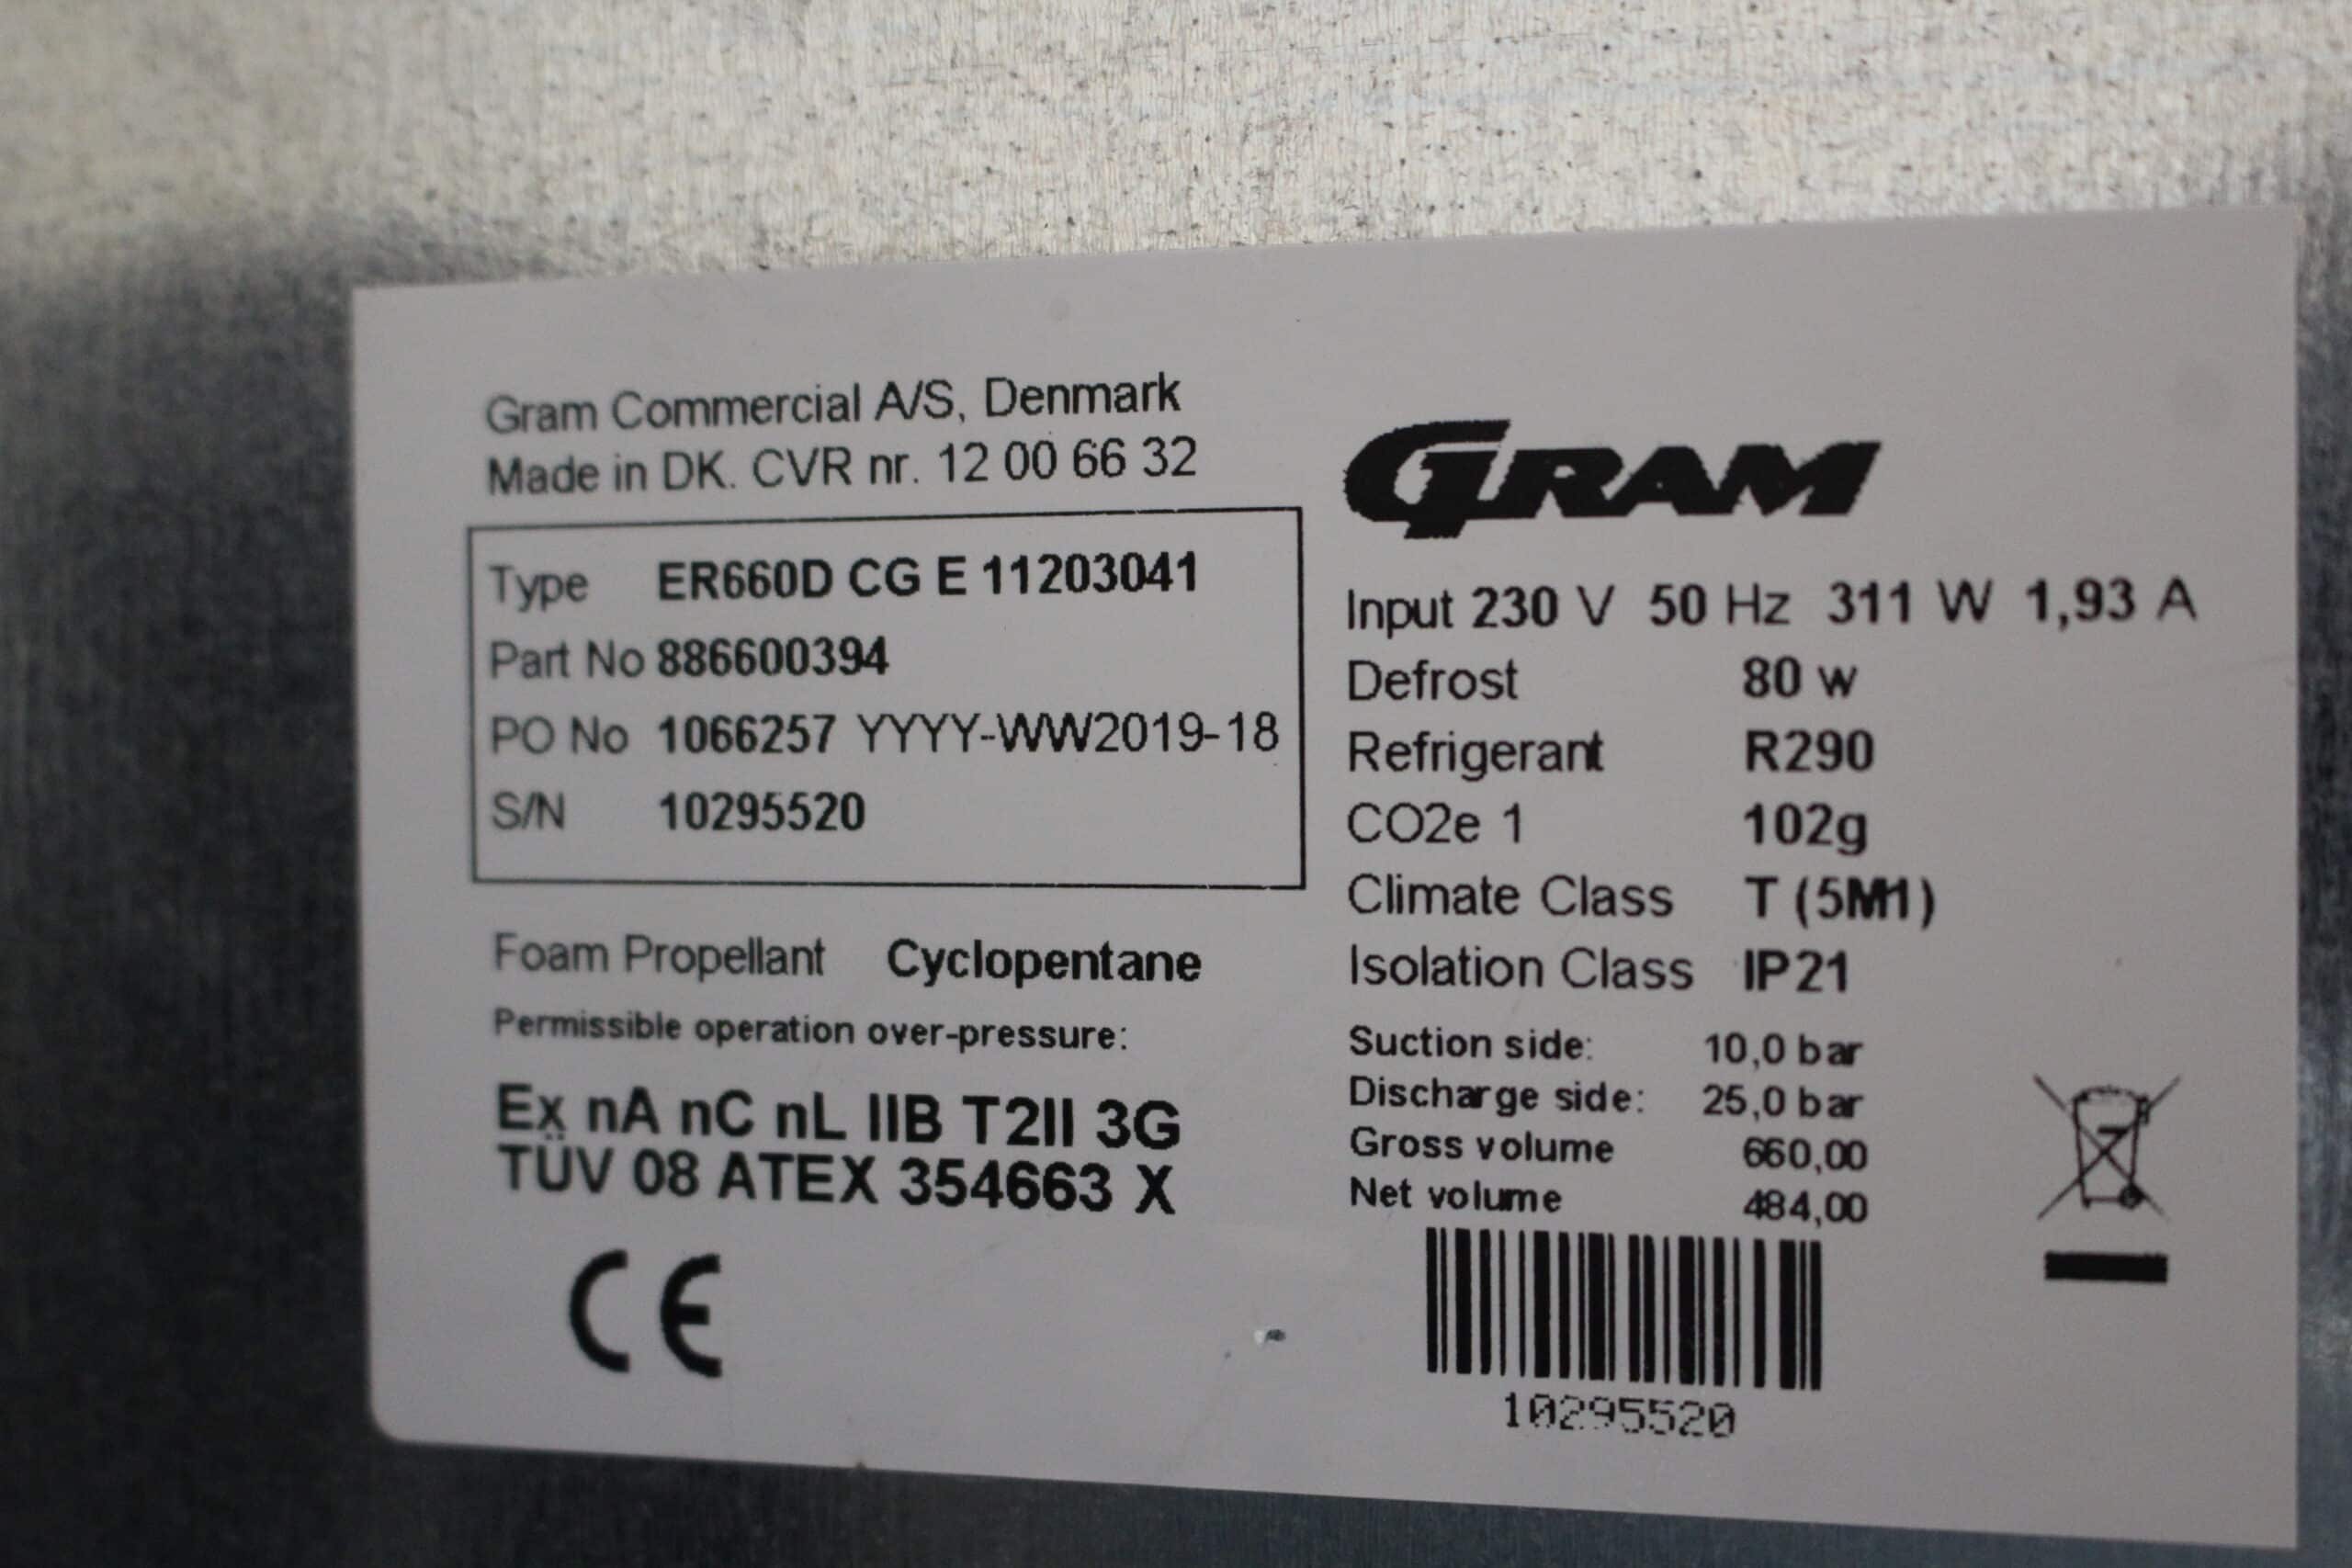 Gram Commercial A/S, Denmark
Made in DK. CVR nr. 12 00 66 32
Type ER660D CG E 11203041
Part No 886600394
PO No 1066257 YYYY-WW2019-18
S/N 10295520
Foam Propellant Cyclopentane
Permissible operation over-pressure:
Ex nA nC nL IIB T2II 3G
TÜV 08 ATEX 354663 X
CE
GRAM
Input 230 V 50 Hz 311 W 1,93 A
Defrost 80 w
Refrigerant R290
CO2e 1 102g
Climate Class T (5M1)
Isolation Class IP21
Suction side: 10,0 bar
Discharge side: 25,0 bar
Gross volume 660,00
Net volume 484,00
10295520